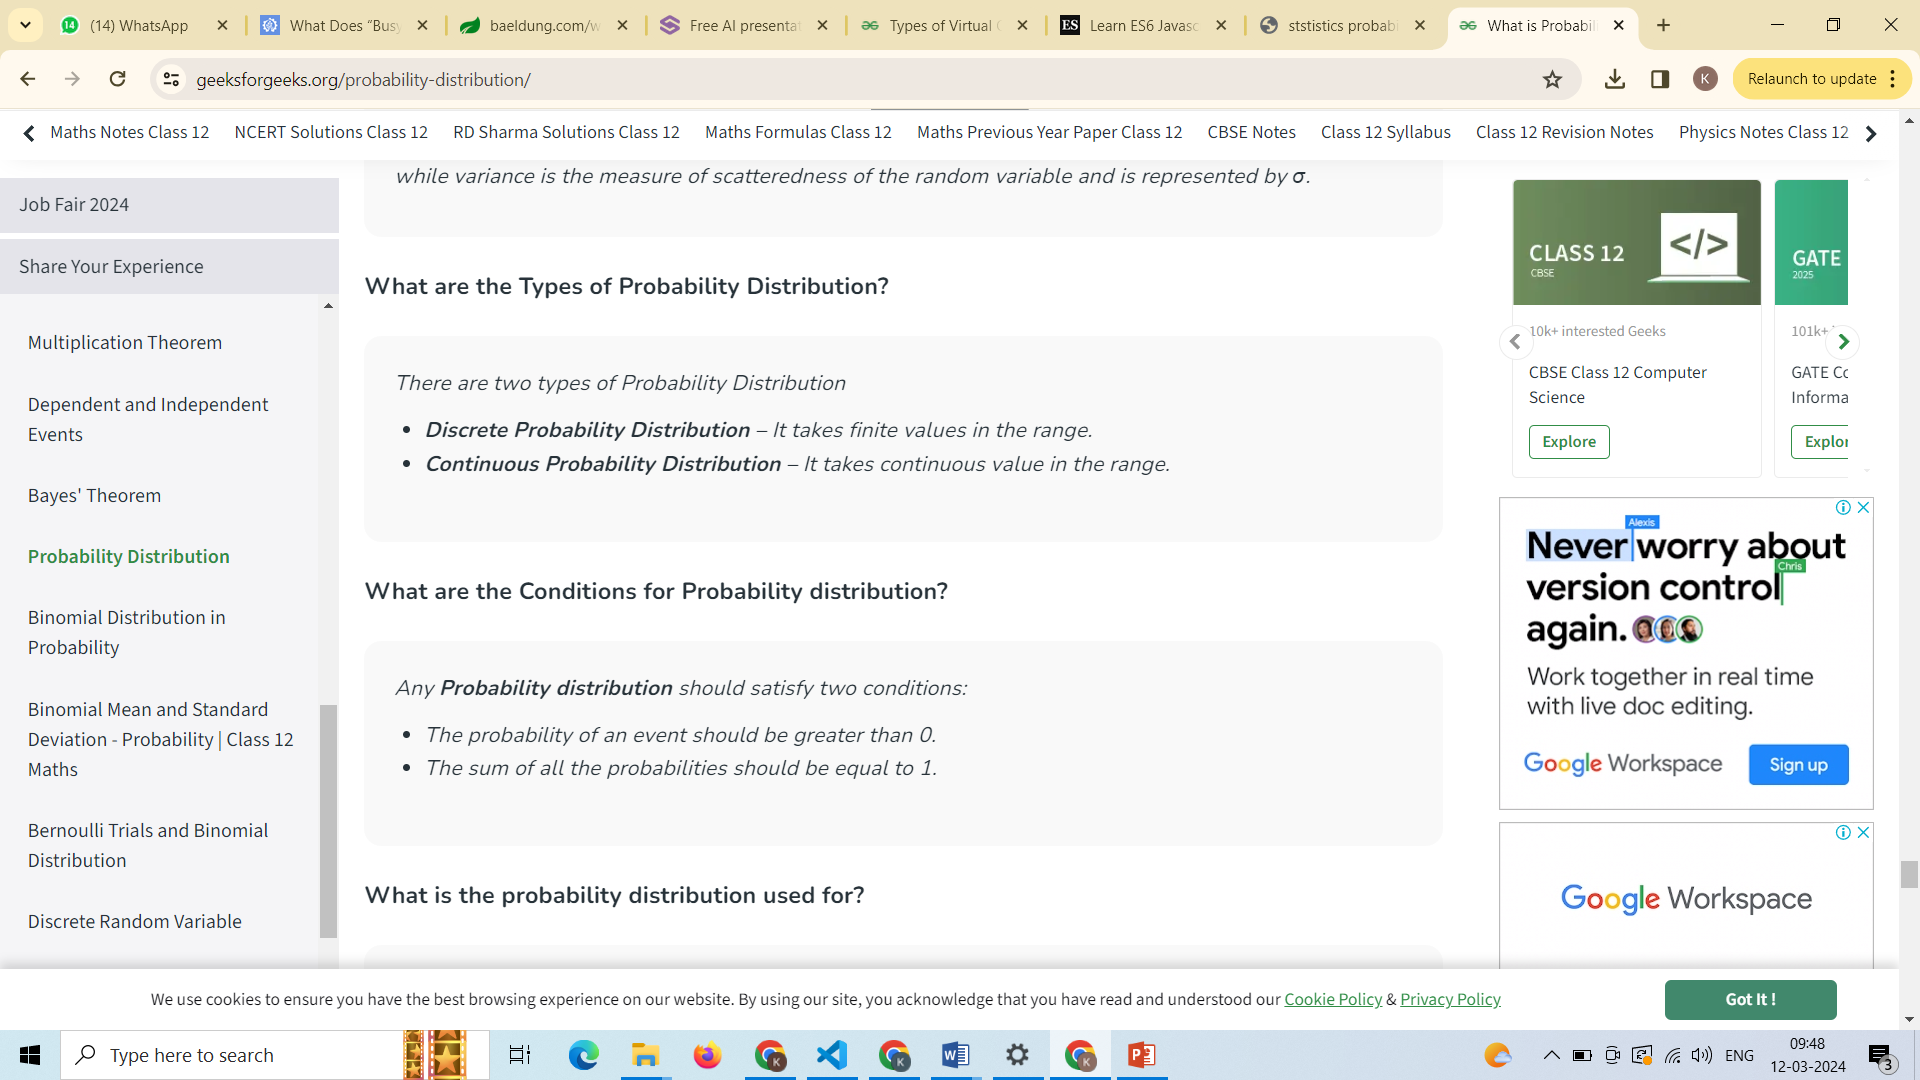 (14) WhatsApp
What Does “Busy
baeldung.com/w
Free AI presenta
Types of Virtual
Learn ES6 Javasc
ststistics probabi
What is Probabil
geeksforgeeks.org/probability-distribution/
K
Relaunch to update
Maths Notes Class 12
NCERT Solutions Class 12
RD Sharma Solutions Class 12
Maths Formulas Class 12
Maths Previous Year Paper Class 12
CBSE Notes
Class 12 Syllabus
Class 12 Revision Notes
Physics Notes Class 12
Job Fair 2024
Share Your Experience
Multiplication Theorem
Dependent and Independent
Events
Bayes' Theorem
Probability Distribution
Binomial Distribution in
Probability
Binomial Mean and Standard
Deviation - Probability | Class 12
Maths
Bernoulli Trials and Binomial
Distribution
Discrete Random Variable
while variance is the measure of scatteredness of the random variable and is represented by σ.
What are the Types of Probability Distribution?
There are two types of Probability Distribution
• Discrete Probability Distribution – It takes finite values in the range.
• Continuous Probability Distribution – It takes continuous value in the range.
What are the Conditions for Probability distribution?
Any Probability distribution should satisfy two conditions:
• The probability of an event should be greater than 0.
• The sum of all the probabilities should be equal to 1.
What is the probability distribution used for?
CLASS 12
CBSE
</>
10k+ interested Geeks
CBSE Class 12 Computer
Science
Explore
GATE
2025
101k+
GATE Co
Informa
Explor
Alexis
Never worry about
Chris
version control
again.
Work together in real time
with live doc editing.
Google Workspace
Sign up
Google Workspace
We use cookies to ensure you have the best browsing experience on our website. By using our site, you acknowledge that you have read and understood our Cookie Policy & Privacy Policy
Got It !
Type here to search
ENG
09:48
12-03-2024
3